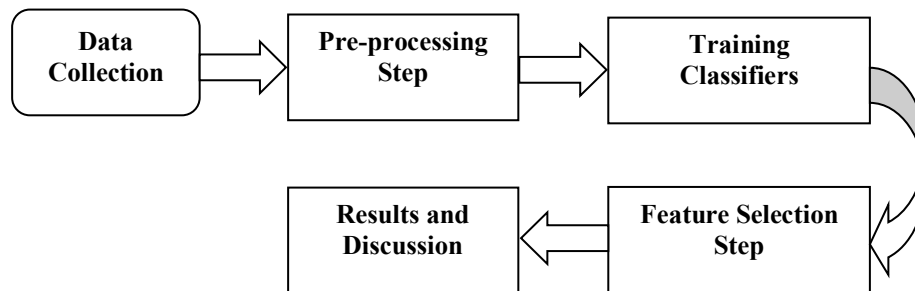 Data
Collection
Pre-processing
Step
Training
Classifiers
Results and
Discussion
Feature Selection
Step